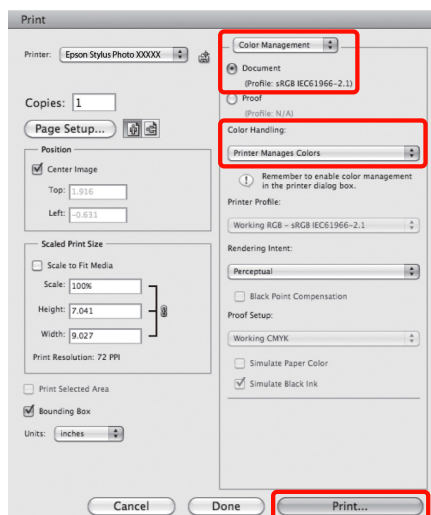 Print
Printer: Epson Stylus Photo XXXXX
Copies: 1
Page Setup...
Position
Center Image
Top: 1.916
Left: -0.631
Scaled Print Size
Scale to Fit Media
Scale: 100%
Height: 7.041
Width: 9.027
Print Resolution: 72 PPI
Print Selected Area
Bounding Box
Units: inches
Color Management
Document
(Profile: sRGB IEC61966-2.1)
Proof
(Profile: N/A)
Color Handling:
Printer Manages Colors
Remember to enable color management
in the printer dialog box.
Printer Profile:
Working RGB - sRGB IEC61966-2.1
Rendering Intent:
Perceptual
Black Point Compensation
Proof Setup:
Working CMYK
Simulate Paper Color
Simulate Black Ink
Cancel
Done
Print...